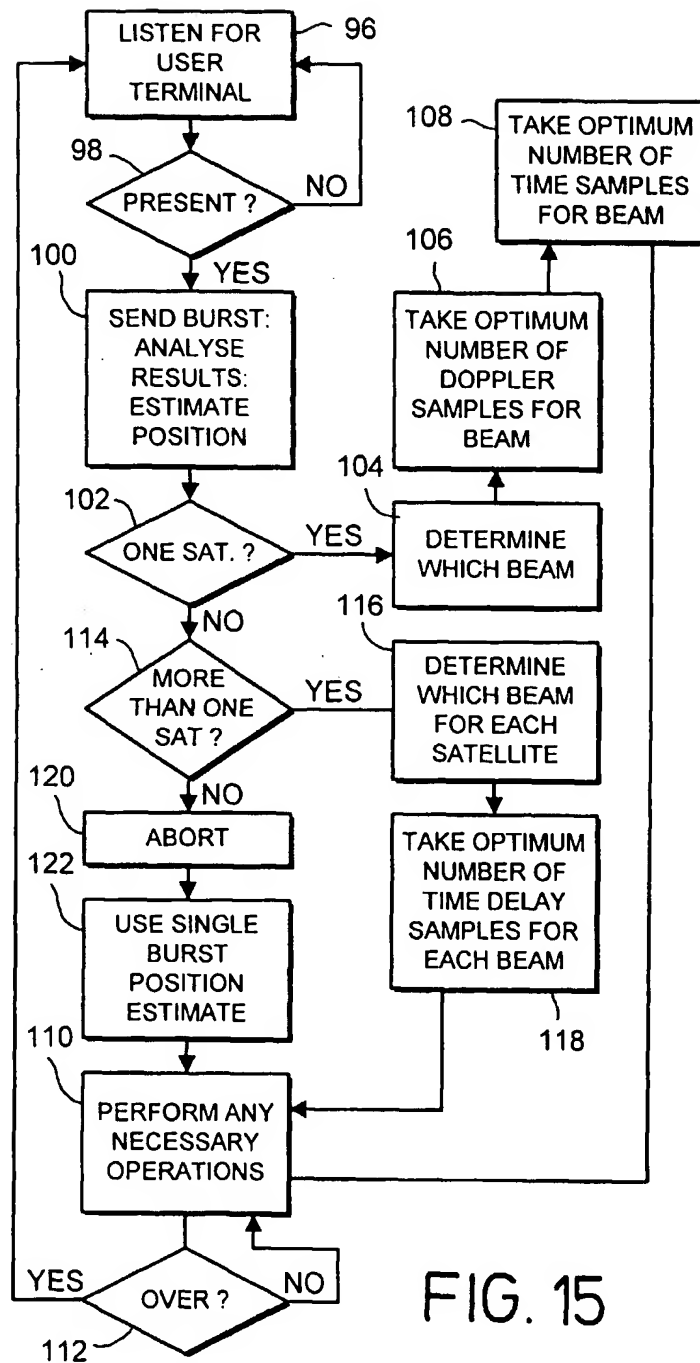 LISTEN FOR
USER
TERMINAL
96
98
PRESENT ?
NO
YES
100
SEND BURST:
ANALYSE
RESULTS:
ESTIMATE
POSITION
102
ONE SAT. ?
YES
NO
104
DETERMINE
WHICH BEAM
106
TAKE OPTIMUM
NUMBER OF
DOPPLER
SAMPLES FOR
BEAM
108
TAKE OPTIMUM
NUMBER OF
TIME SAMPLES
FOR BEAM
114
MORE
THAN ONE
SAT ?
YES
NO
116
DETERMINE
WHICH BEAM
FOR EACH
SATELLITE
TAKE OPTIMUM
NUMBER OF
TIME DELAY
SAMPLES FOR
EACH BEAM
118
120
ABORT
122
USE SINGLE
BURST
POSITION
ESTIMATE
110
PERFORM ANY
NECESSARY
OPERATIONS
YES
OVER ?
NO
112
FIG. 15